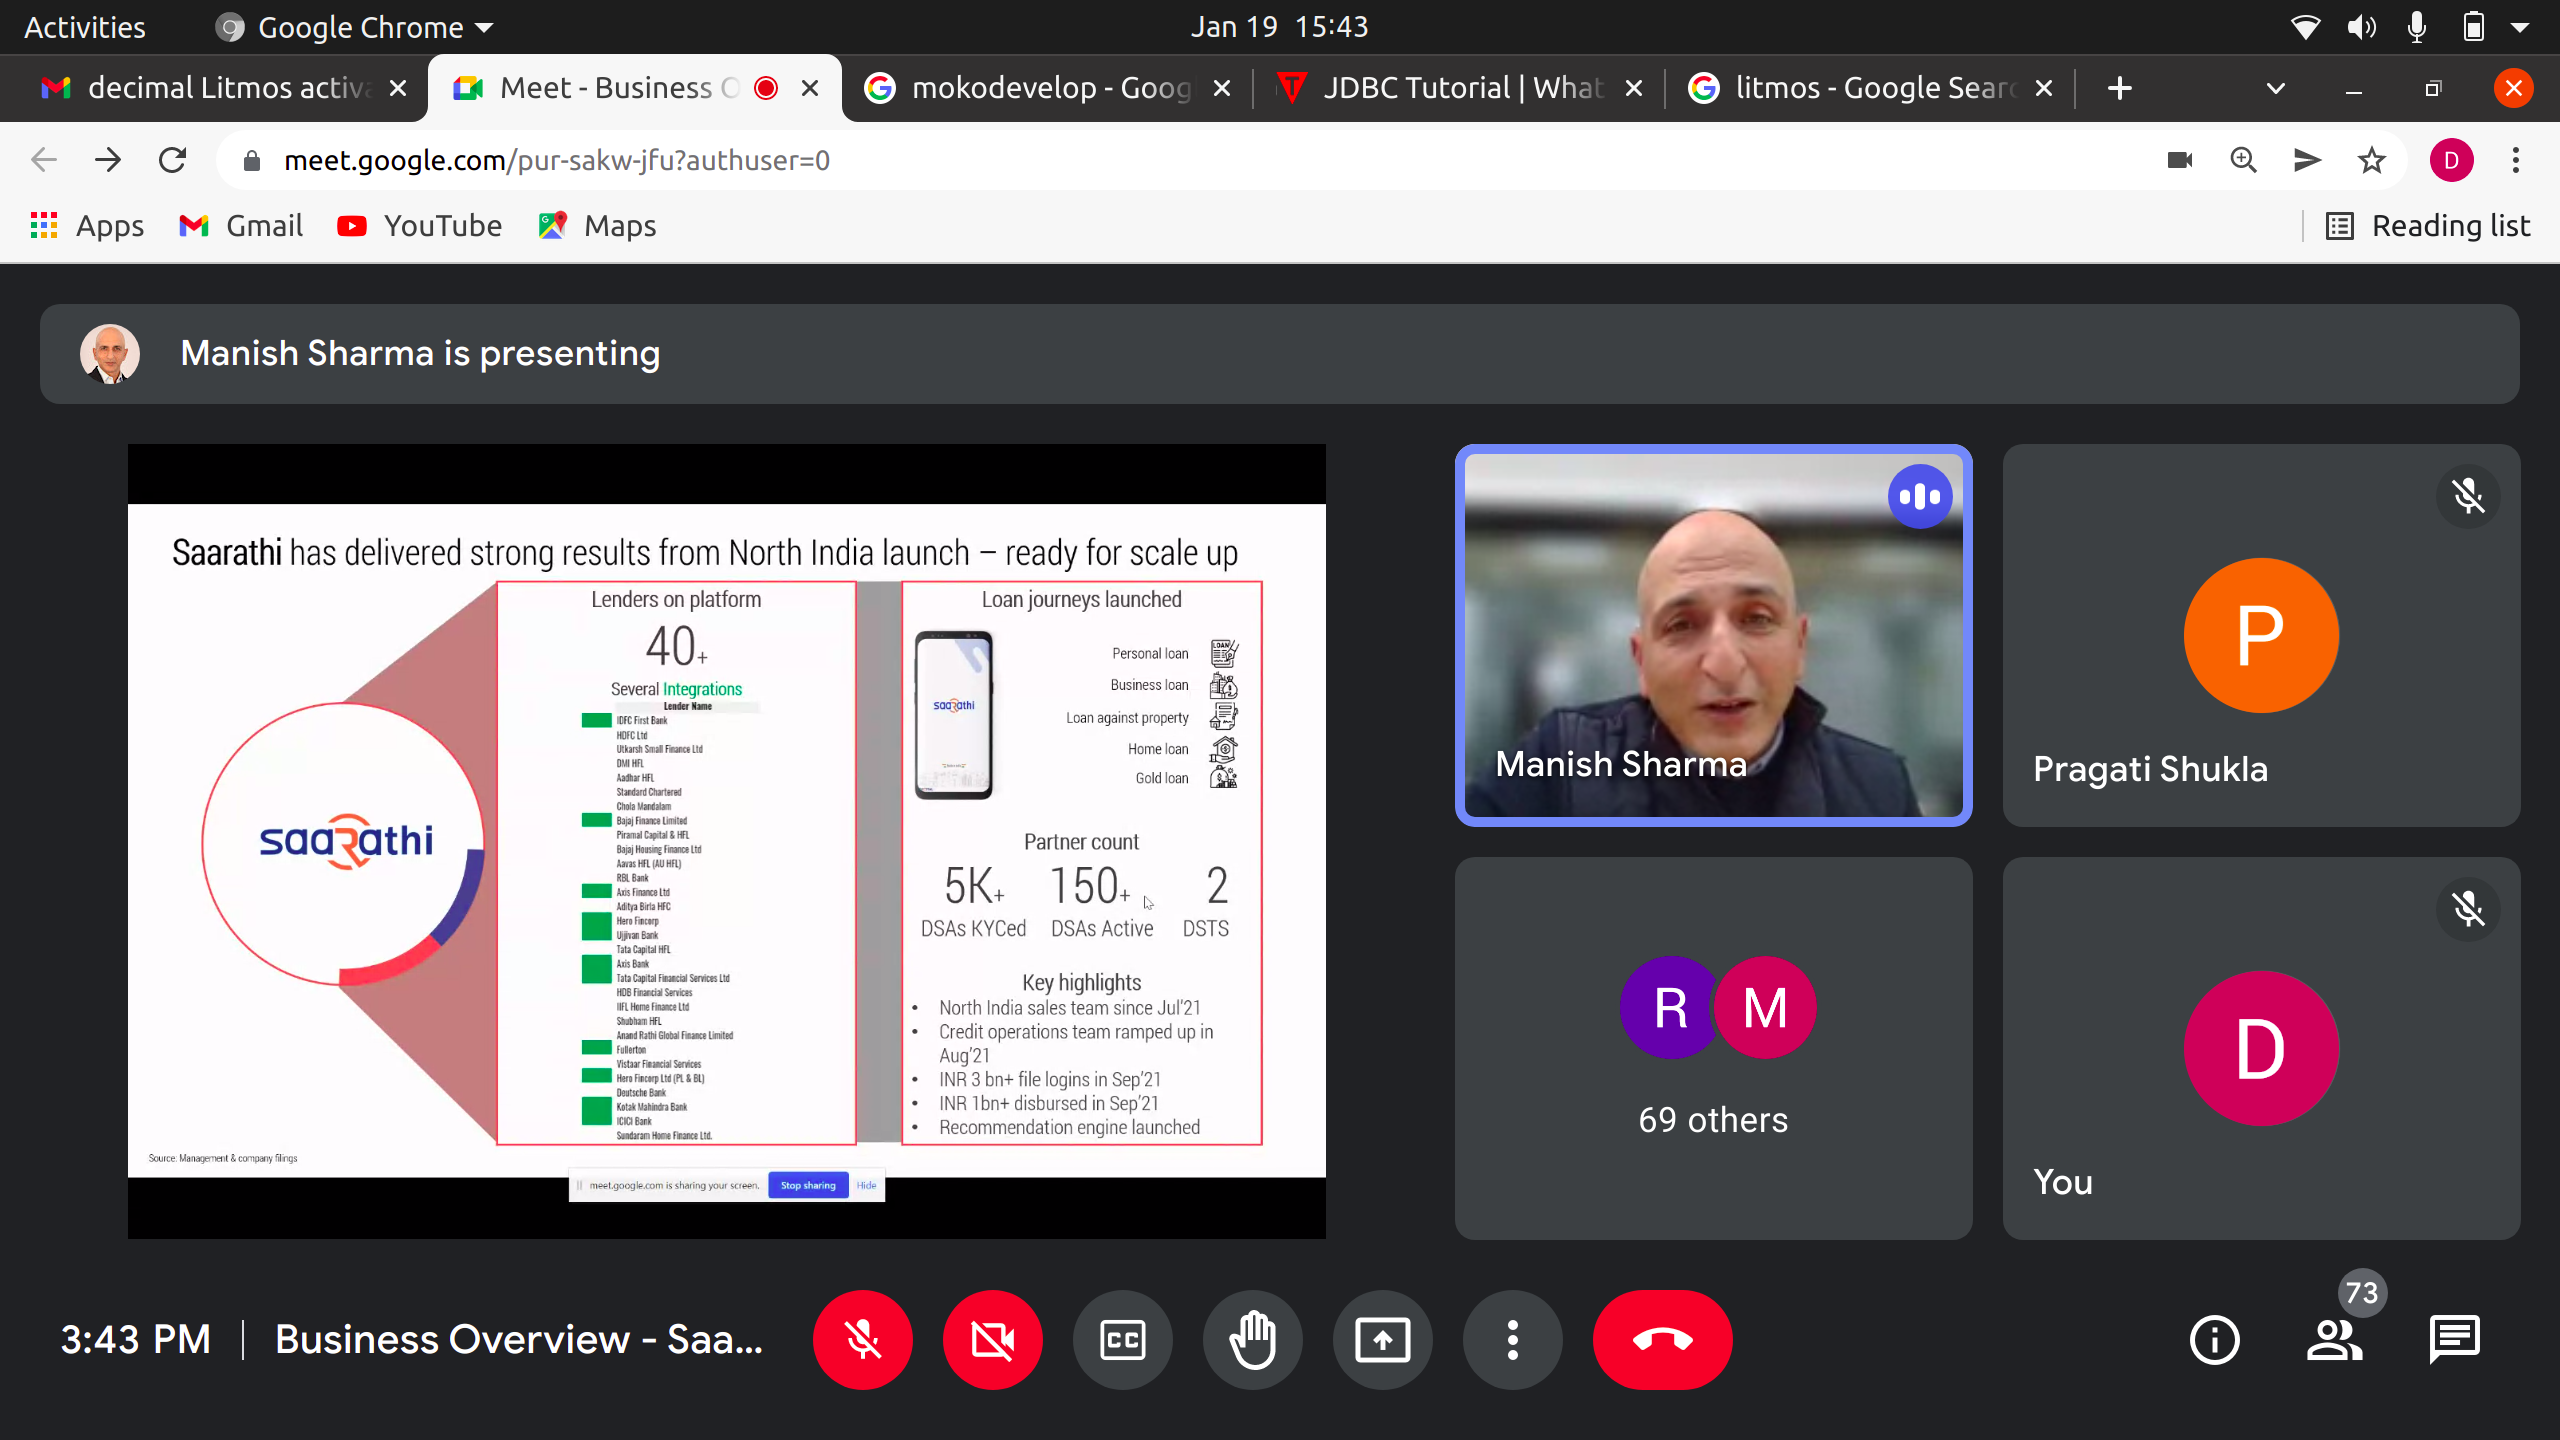 Activities
Google Chrome
Jan 19 15:43
decimal Litmos activa
Meet - Business O
mokodevelop - Goog
JDBC Tutorial | What
litmos - Google Searc
meet.google.com/pur-sakw-jfu?authuser=0
D
Apps
Gmail
YouTube
Maps
Reading list
Manish Sharma is presenting
Saarathi has delivered strong results from North India launch – ready for scale up
saaRathi
Lenders on platform
40+
Several Integrations
Lender Name
IDFC First Bank
HDFC Ltd
Utkarsh Small Finance Ltd
DMI HFL
Aadhar HFL
Standard Chartered
Chola Mandalam
Bajaj Finance Limited
Piramal Capital & HFL
Bajaj Housing Finance Ltd
Aavas HFL (AU HFL)
RBL Bank
Axis Finance Ltd
Aditya Birla HFC
Hero Fincorp
Ujjivan Bank
Tata Capital HFL
Axis Bank
Tata Capital Financial Services Ltd
HDB Financial Services
IIFL Home Finance Ltd
Shubham HFL
Anand Rathi Global Finance Limited
Fullerton
Vistaar Financial Services
Hero Fincorp Ltd (PL & BL)
Deutsche Bank
Kotak Mahindra Bank
ICICI Bank
Sundaram Home Finance Ltd.
Loan journeys launched
saaRathi
Personal loan
LOAN
Business loan
Loan against property
Home loan
Gold loan
Partner count
5K+ 150+ 2
DSAs KYCed DSAs Active DSTS
Key highlights
• North India sales team since Jul'21
• Credit operations team ramped up in
Aug'21
• INR 3 bn+ file logins in Sep'21
• INR 1bn+ disbursed in Sep'21
• Recommendation engine launched
Source: Management & company filings
meet.google.com is sharing your screen.
Stop sharing
Hide
Manish Sharma
P
Pragati Shukla
R M
69 others
D
You
3:43 PM
Business Overview - Saa...
CC
73